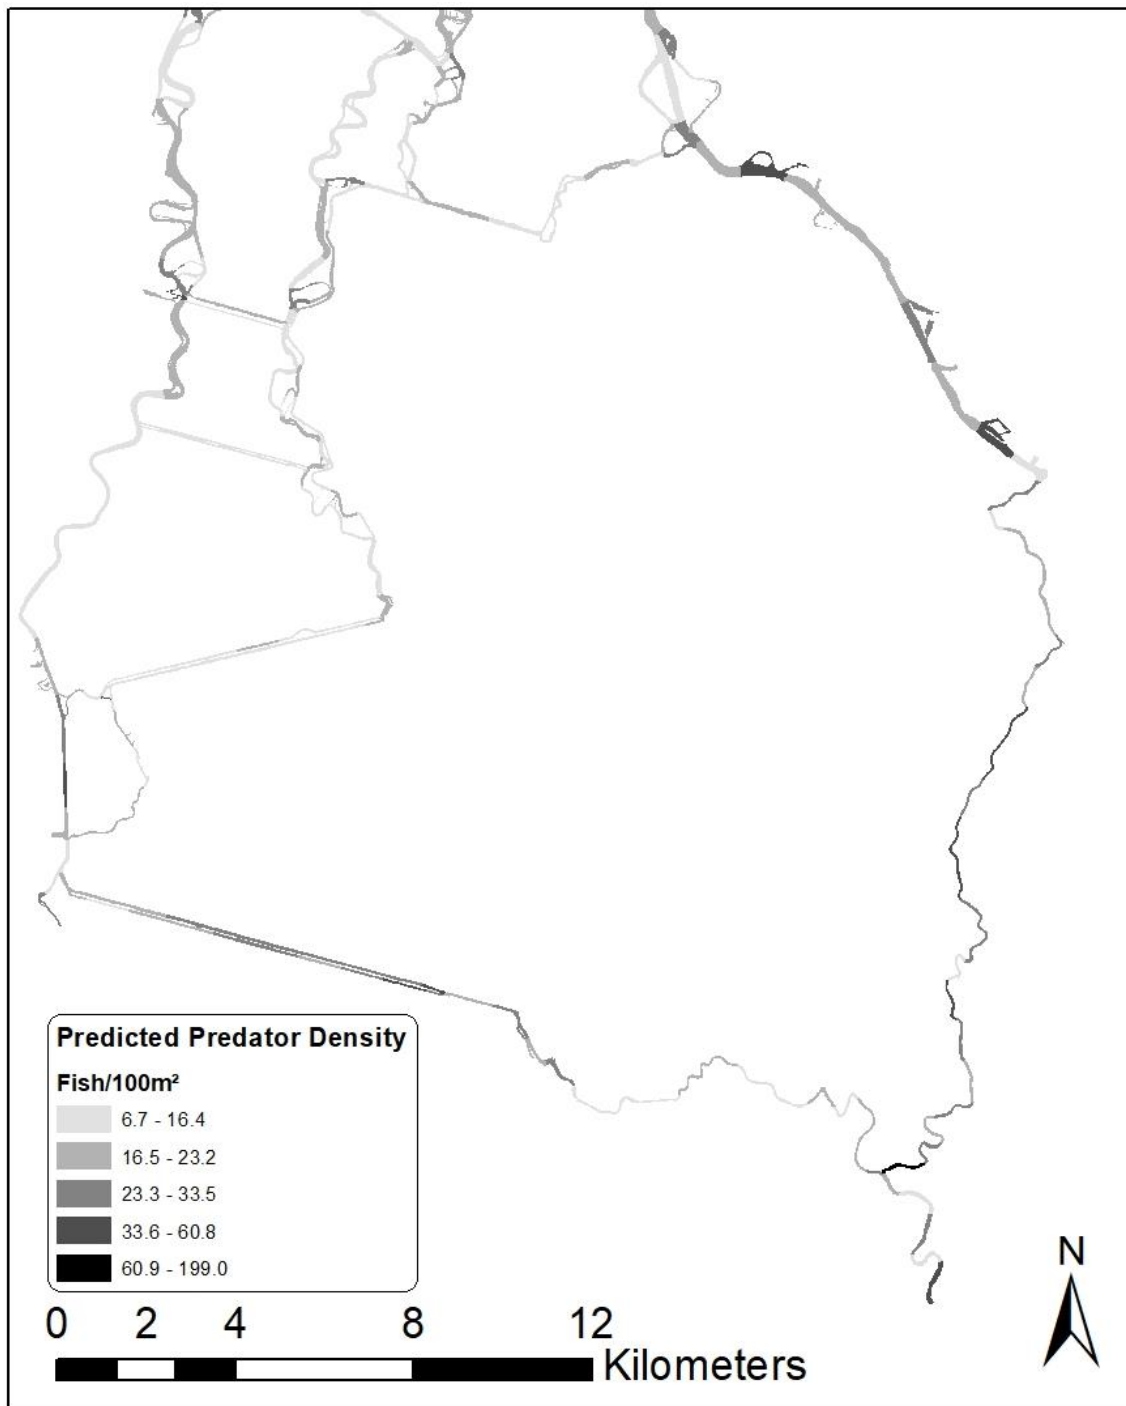 Predicted Predator Density
Fish/100m²
6.7 - 16.4
16.5 - 23.2
23.3 - 33.5
33.6 - 60.8
60.9 - 199.0
0 2 4 8 12
Kilometers
N